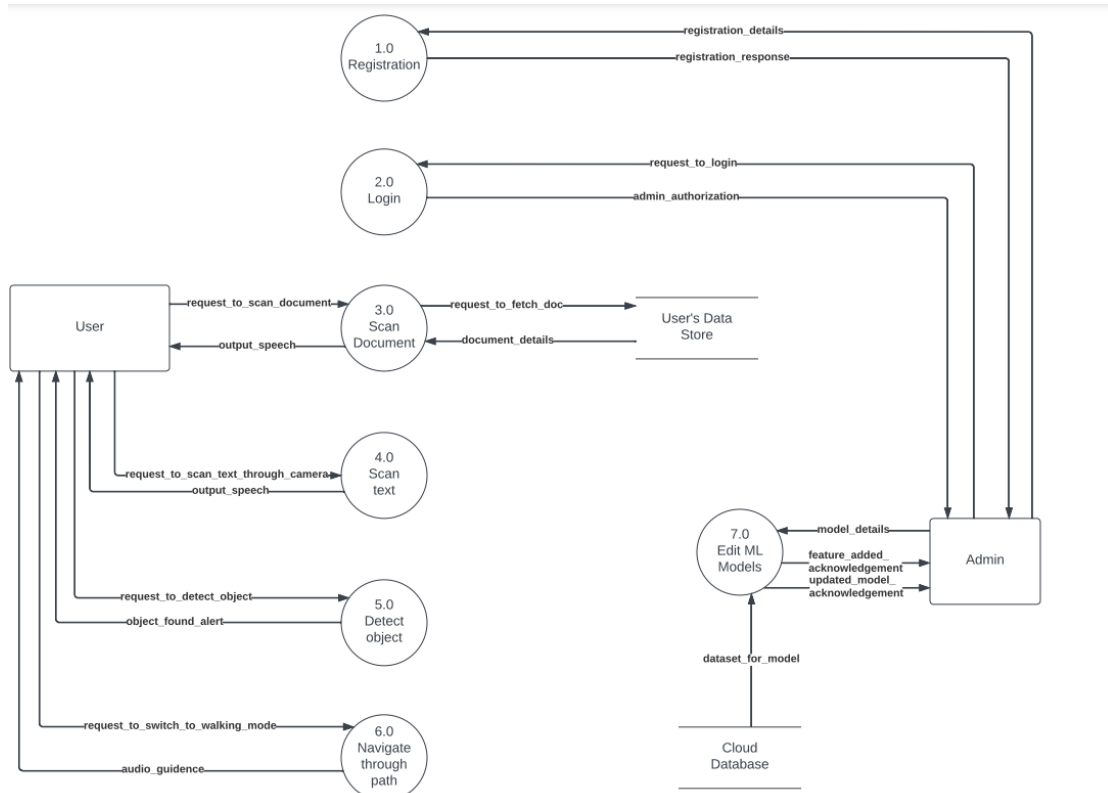 registration_details
1.0
Registration
registration_response
request_to_login
2.0
Login
admin_authorization
User
request_to_scan_document
output_speech
3.0
Scan
Document
request_to_fetch_doc
document_details
User's Data
Store
request_to_scan_text_through_camera
output_speech
4.0
Scan
text
7.0
Edit ML
Models
model_details
feature_added_
acknowledgement
updated_model_
acknowledgement
Admin
request_to_detect_object
object_found_alert
5.0
Detect
object
dataset_for_model
request_to_switch_to_walking_mode
audio_guidence
6.0
Navigate
through
path
Cloud
Database